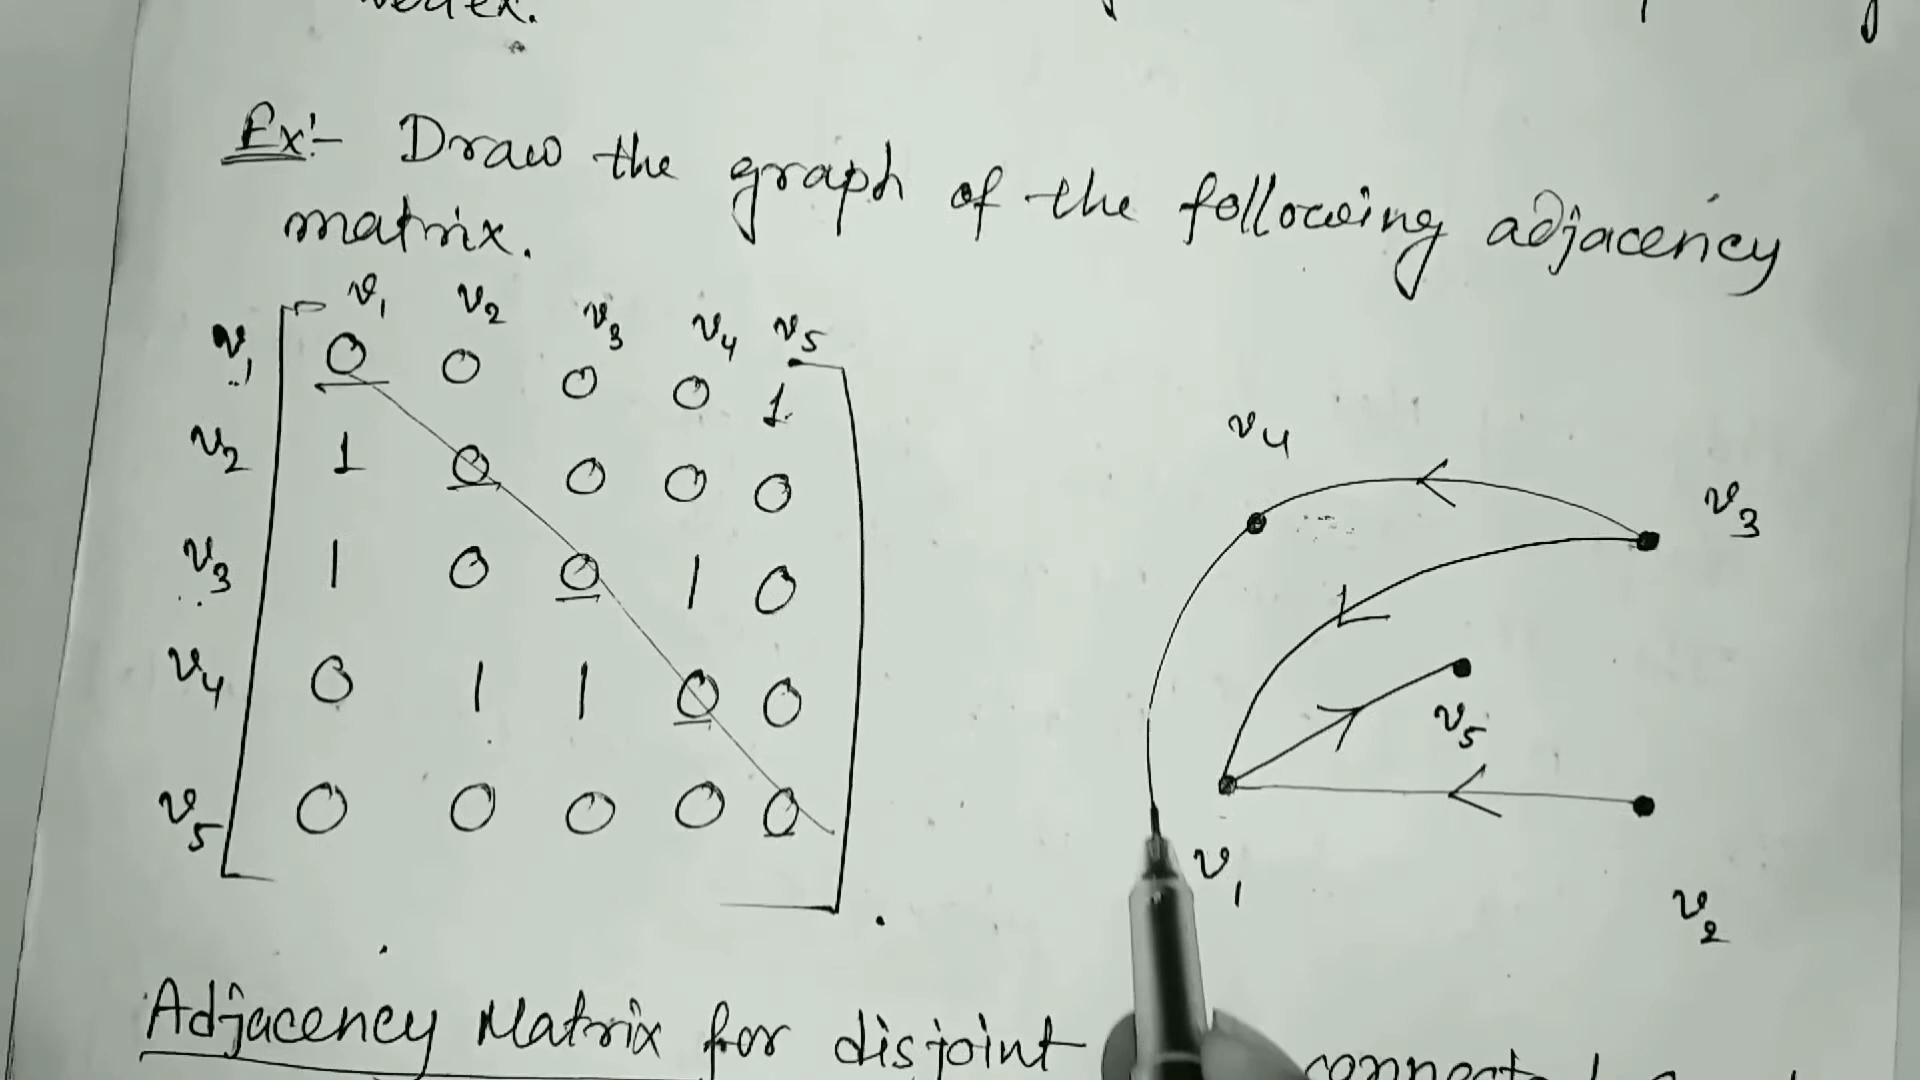 vertex.
Ex:- Draw the graph of the following adjacency
matrix.
v1 v2 v3 v4 v5
v1 0 0 0 0 1
v2 1 0 0 0 0
v3 1 0 0 1 0
v4 0 1 1 0 0
v5 0 0 0 0 0 .
v4
v3
v5
v1
v2
Adjacency Matrix for disjoint